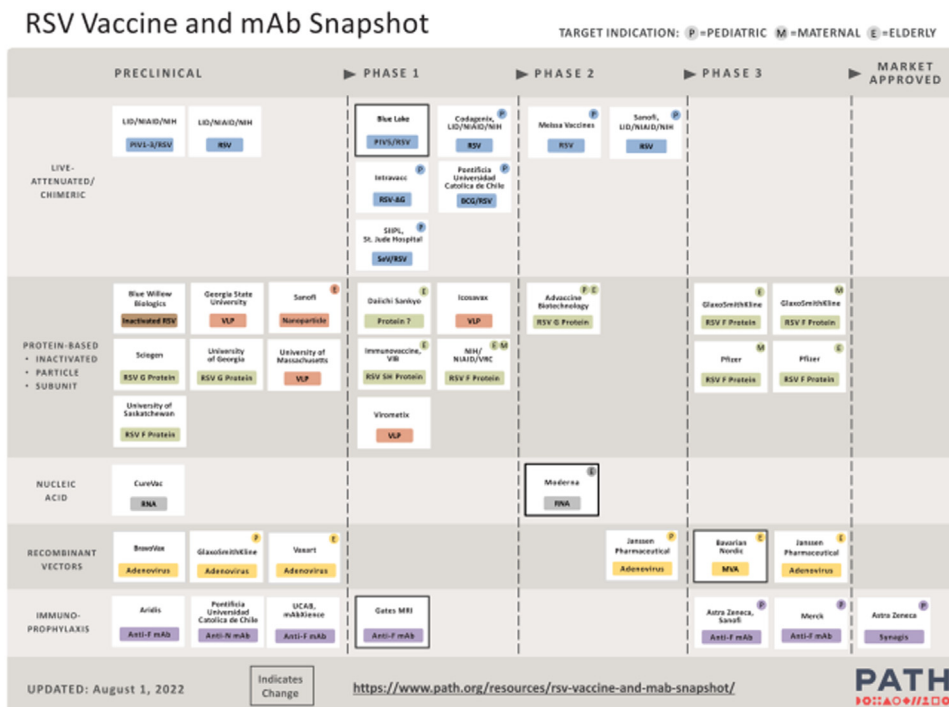 RSV Vaccine and mAb Snapshot
TARGET INDICATION: P=PEDIATRIC M=MATERNAL E=ELDERLY
PRECLINICAL
PHASE 1
PHASE 2
PHASE 3
MARKET
APPROVED
LIVE-
ATTENUATED/
CHIMERIC
LID/NIAID/NIH
PIV1-3/RSV
LID/NIAID/NIH
RSV
Blue Lake
PIV5/RSV
P
Codagenix,
LID/NIAID/NIH
RSV
P
Meissa Vaccines
RSV
P
Sanofi,
LID/NIAID/NIH
RSV
P
Intravacc
RSV-ΔG
P
Pontificia
Universidad
Catolica de Chile
BCG/RSV
P
SIIPL,
St. Jude Hospital
SeV/RSV
PROTEIN-BASED
• INACTIVATED
• PARTICLE
• SUBUNIT
Blue Willow
Biologics
Inactivated RSV
Georgia State
University
VLP
E
Sanofi
Nanoparticle
E
Daiichi Sankyo
Protein ?
Icosavax
VLP
P E
Advaccine
Biotechnology
RSV G Protein
E
GlaxoSmithKline
RSV F Protein
M
GlaxoSmithKline
RSV F Protein
Sciogen
RSV G Protein
University
of Georgia
RSV G Protein
University of
Massachusetts
VLP
E
Immunovaccine,
VIB
RSV SH Protein
E M
NIH/
NIAID/VRC
RSV F Protein
M
Pfizer
RSV F Protein
E
Pfizer
RSV F Protein
University of
Saskatchewan
RSV F Protein
Virometix
VLP
NUCLEIC
ACID
CureVac
RNA
E
Moderna
RNA
RECOMBINANT
VECTORS
BravoVax
Adenovirus
P
GlaxoSmithKline
Adenovirus
E
Vaxart
Adenovirus
P
Janssen
Pharmaceutical
Adenovirus
E
Bavarian
Nordic
MVA
E
Janssen
Pharmaceutical
Adenovirus
IMMUNO-
PROPHYLAXIS
Aridis
Anti-F mAb
Pontificia
Universidad
Catolica de Chile
Anti-N mAb
UCAB,
mAbXience
Anti-F mAb
Gates MRI
Anti-F mAb
P
Astra Zeneca,
Sanofi
Anti-F mAb
P
Merck
Anti-F mAb
P
Astra Zeneca
Synagis
UPDATED: August 1, 2022
Indicates
Change
https://www.path.org/resources/rsv-vaccine-and-mab-snapshot/
PATH